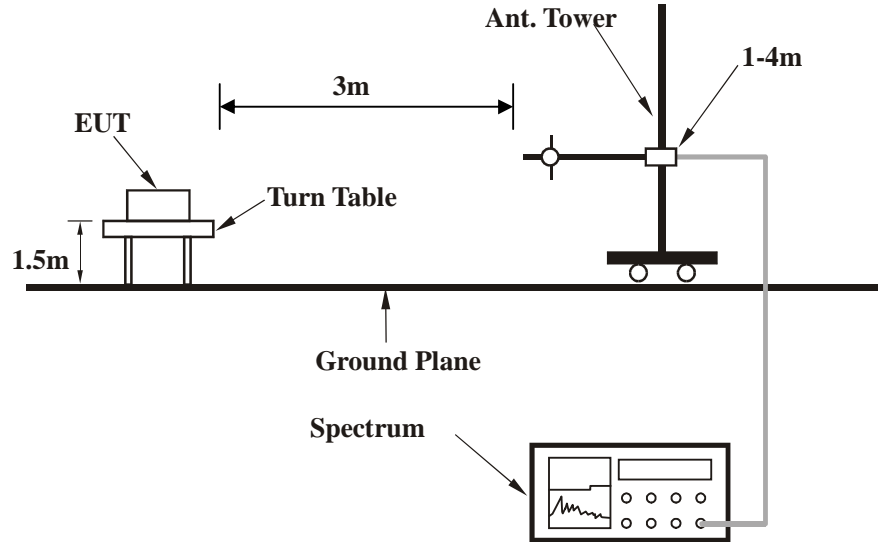 Ant. Tower
1-4m
3m
EUT
Turn Table
1.5m
Ground Plane
Spectrum